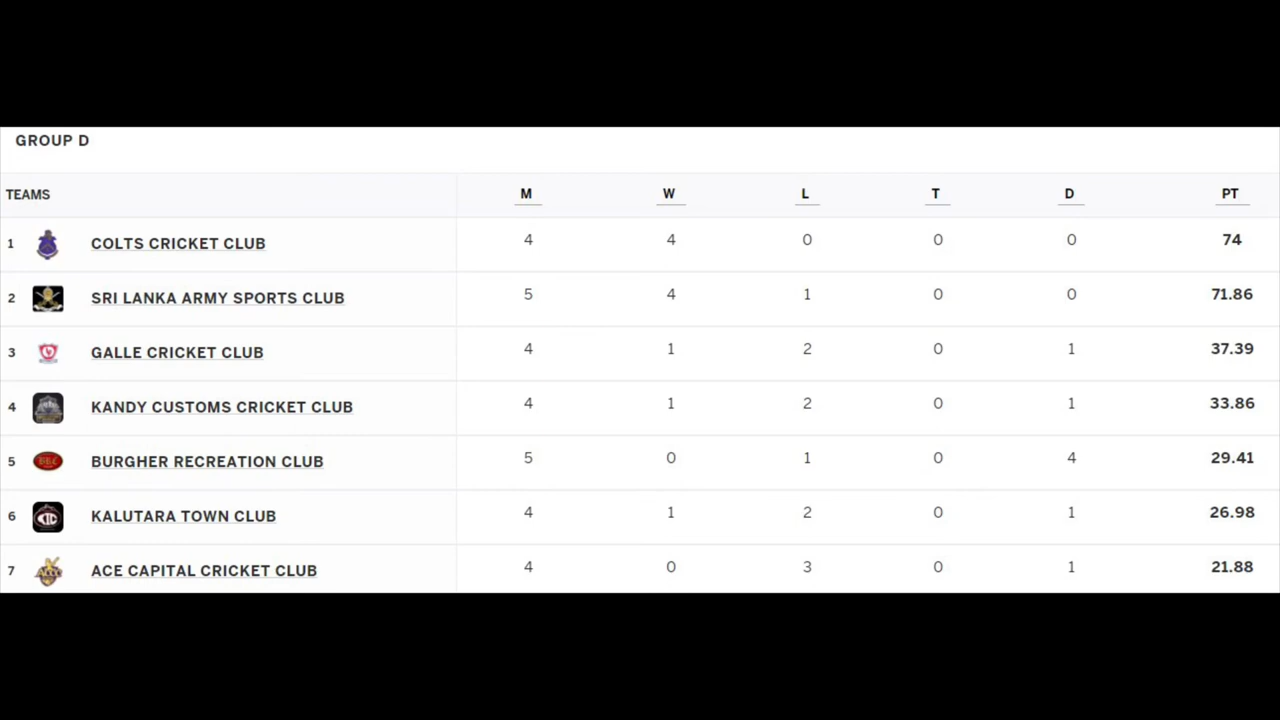 GROUP D
TEAMS M W L T D PT
1 COLTS CRICKET CLUB 4 4 0 0 0 74
2 SRI LANKA ARMY SPORTS CLUB 5 4 1 0 0 71.86
3 GALLE CRICKET CLUB 4 1 2 0 1 37.39
4 KANDY CUSTOMS CRICKET CLUB 4 1 2 0 1 33.86
5 BURGHER RECREATION CLUB 5 0 1 0 4 29.41
6 KALUTARA TOWN CLUB 4 1 2 0 1 26.98
7 ACE CAPITAL CRICKET CLUB 4 0 3 0 1 21.88